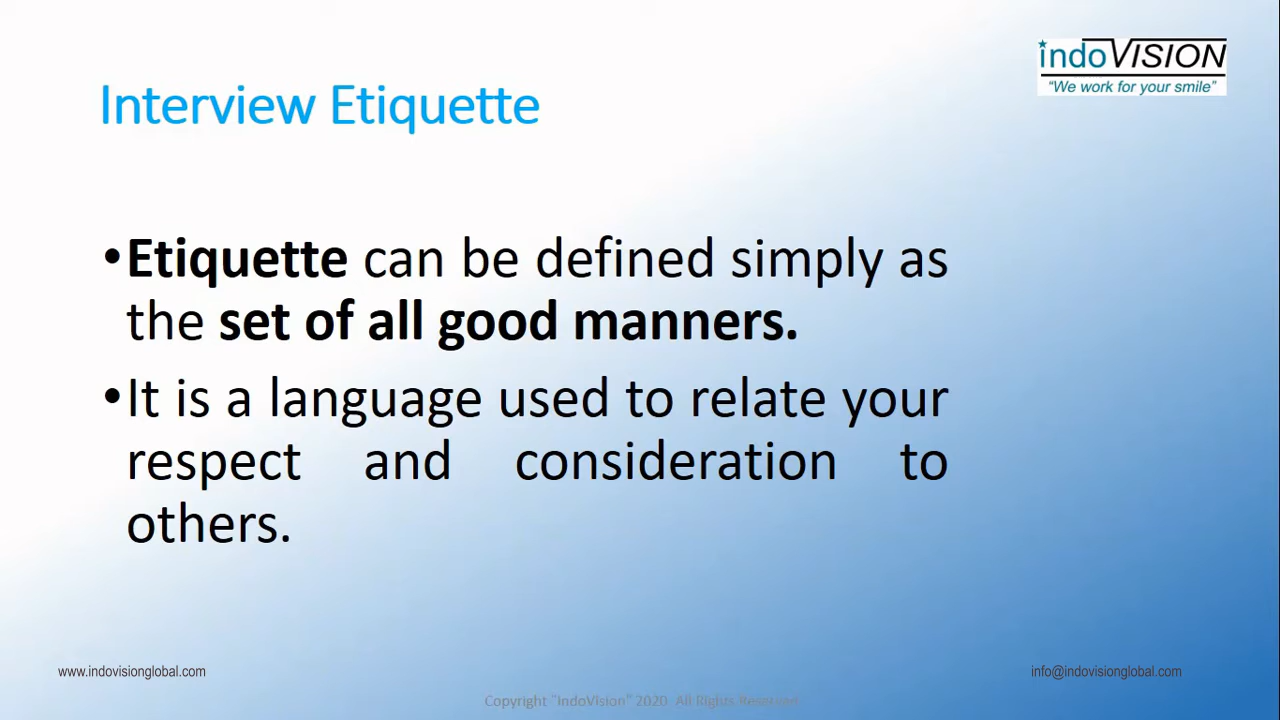 indoVISION
"We work for your smile"
Interview Etiquette
•Etiquette can be defined simply as
the set of all good manners.
•It is a language used to relate your
respect and consideration to
others.
www.indovisionglobal.com
info@indovisionglobal.com
Copyright "IndoVision" 2020 All Rights Reserved